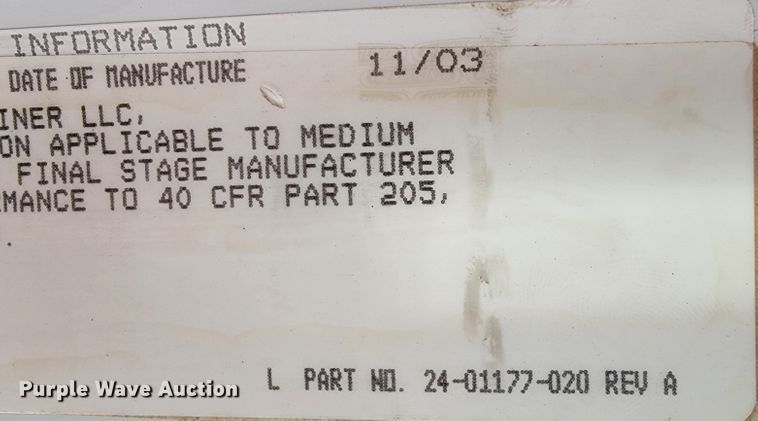 INFORMATION
DATE OF MANUFACTURE 11/03
INER LLC,
ON APPLICABLE TO MEDIUM
FINAL STAGE MANUFACTURER
MANCE TO 40 CFR PART 205,
L PART NO. 24-01177-020 REV A
Purple Wave Auction